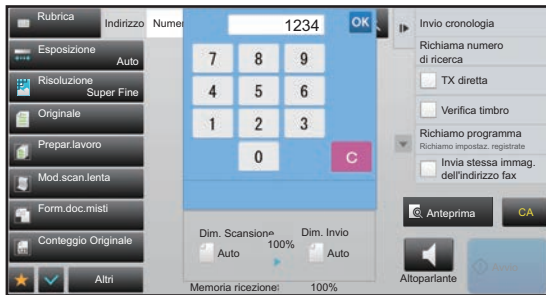 Rubrica
Indirizzo
Numer
1234
OK
Invio cronologia
Esposizione
Auto
Richiama numero
di ricerca
7 8 9
Risoluzione
Super Fine
TX diretta
4 5 6
Originale
Verifica timbro
1 2 3
Prepar.lavoro
Richiamo programma
Richiamo impostaz. registrate
0 C
Mod.scan.lenta
Invia stessa immag.
dell'indirizzo fax
Form.doc.misti
Anteprima
CA
Conteggio Originale
Dim. Scansione
Dim. Invio
100%
Auto
Auto
Altri
Altoparlante
Avvio
Memoria ricezione: 100%